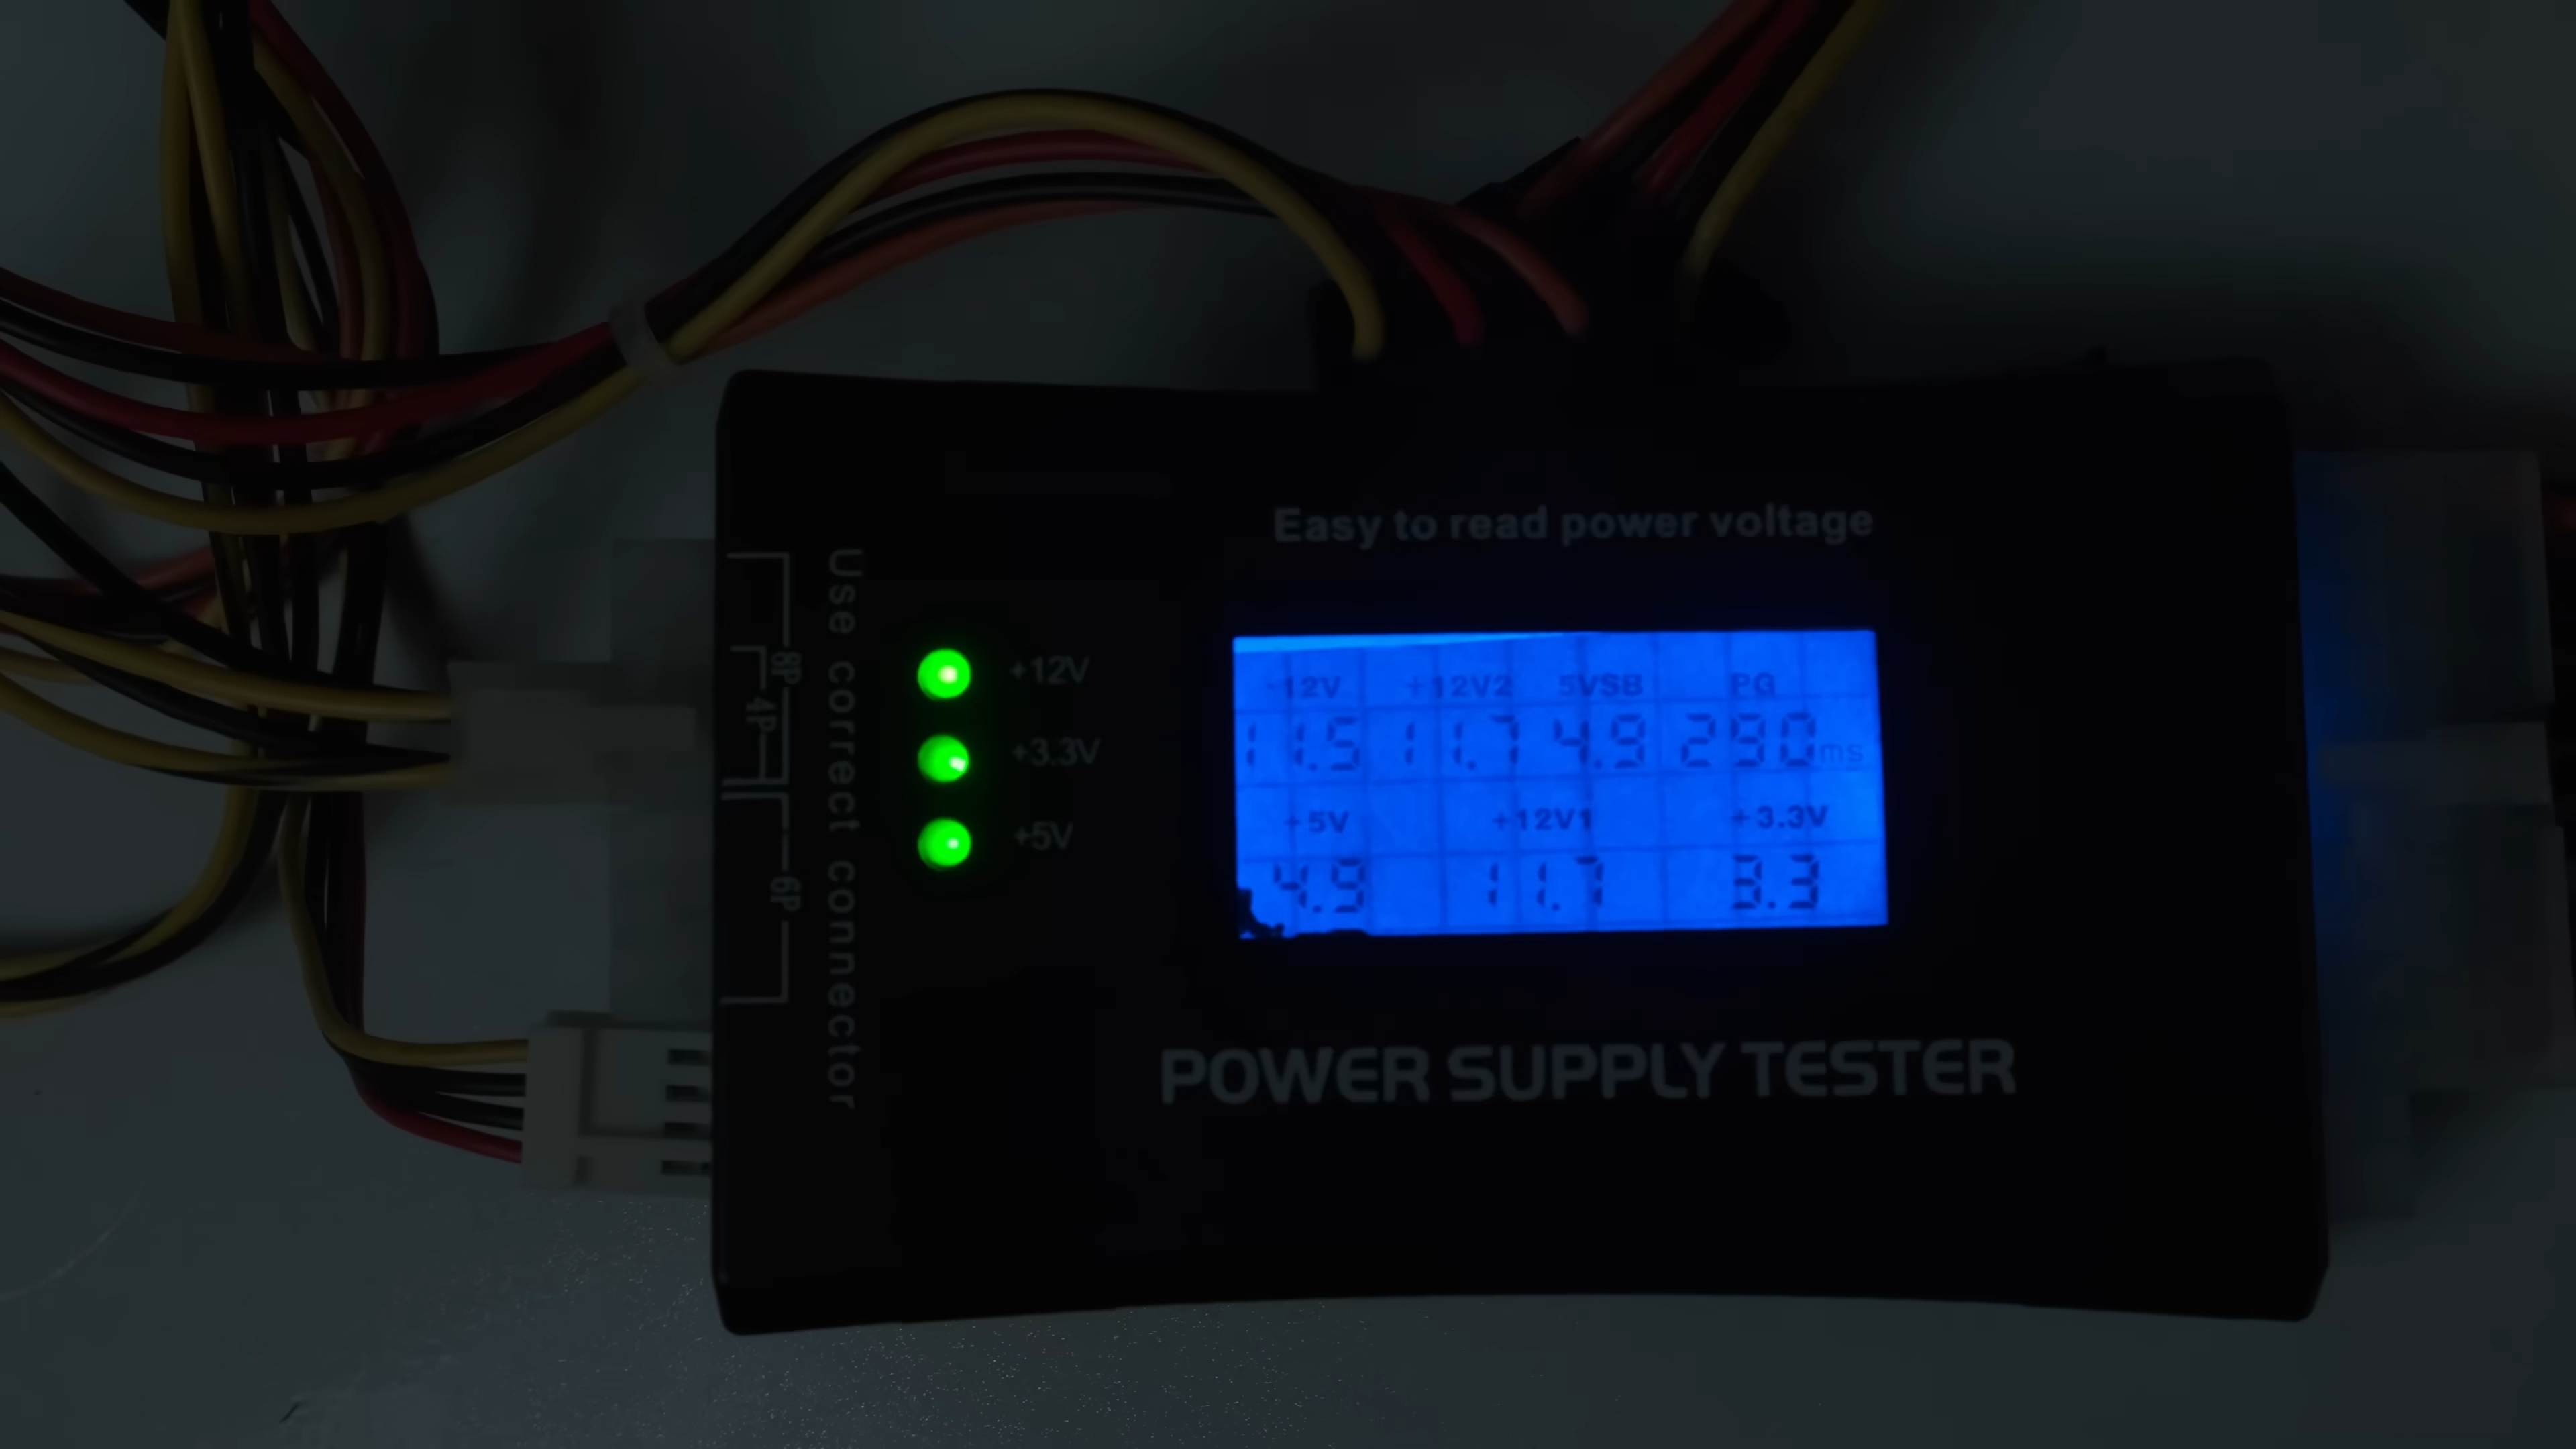 Easy to read power voltage
Use correct connector
8P
4P
6P
+12V
+3.3V
+5V
-12V +12V2 5VSB PG
11.5 11.7 4.9 290ms
+5V +12V1 +3.3V
4.9 11.7 3.3
POWER SUPPLY TESTER